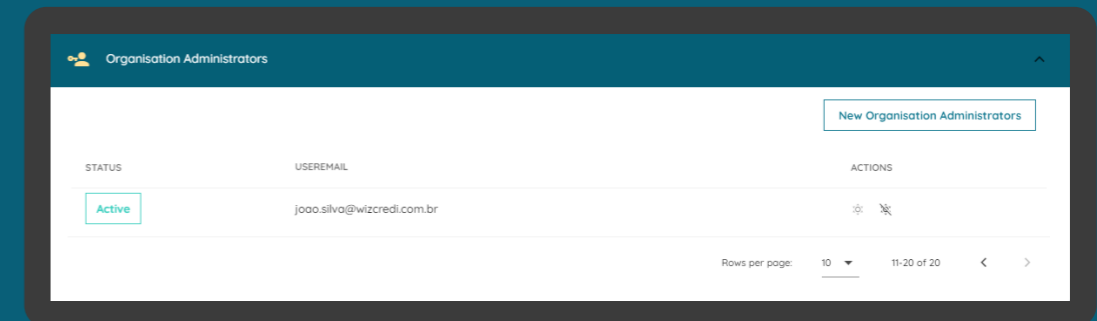 Organisation Administrators
New Organisation Administrators
STATUS USEREMAIL ACTIONS
Active joao.silva@wizcredi.com.br
Rows per page: 10 11-20 of 20